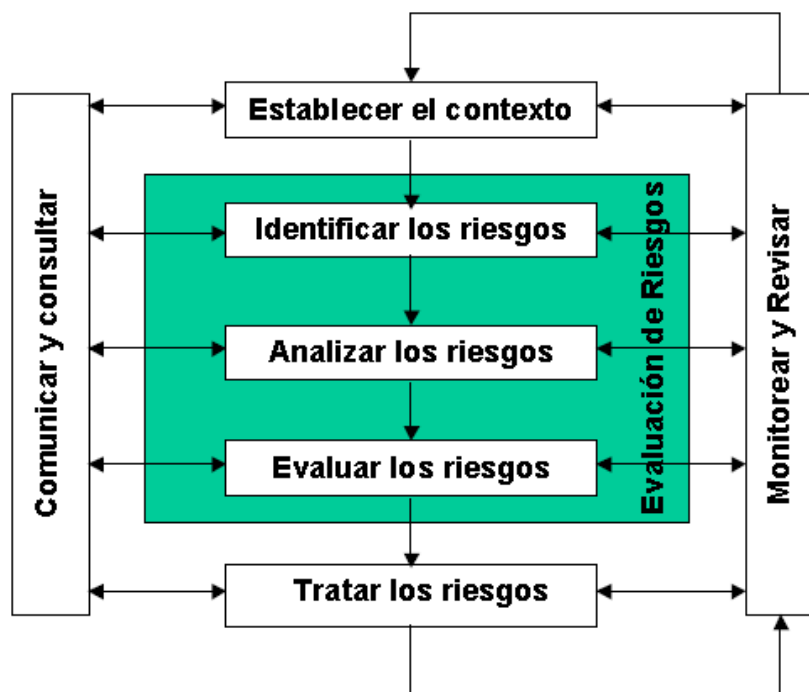 Establecer el contexto
Identificar los riesgos
Analizar los riesgos
Evaluar los riesgos
Tratar los riesgos
Comunicar y consultar
Evaluación de Riesgos
Monitorear y Revisar